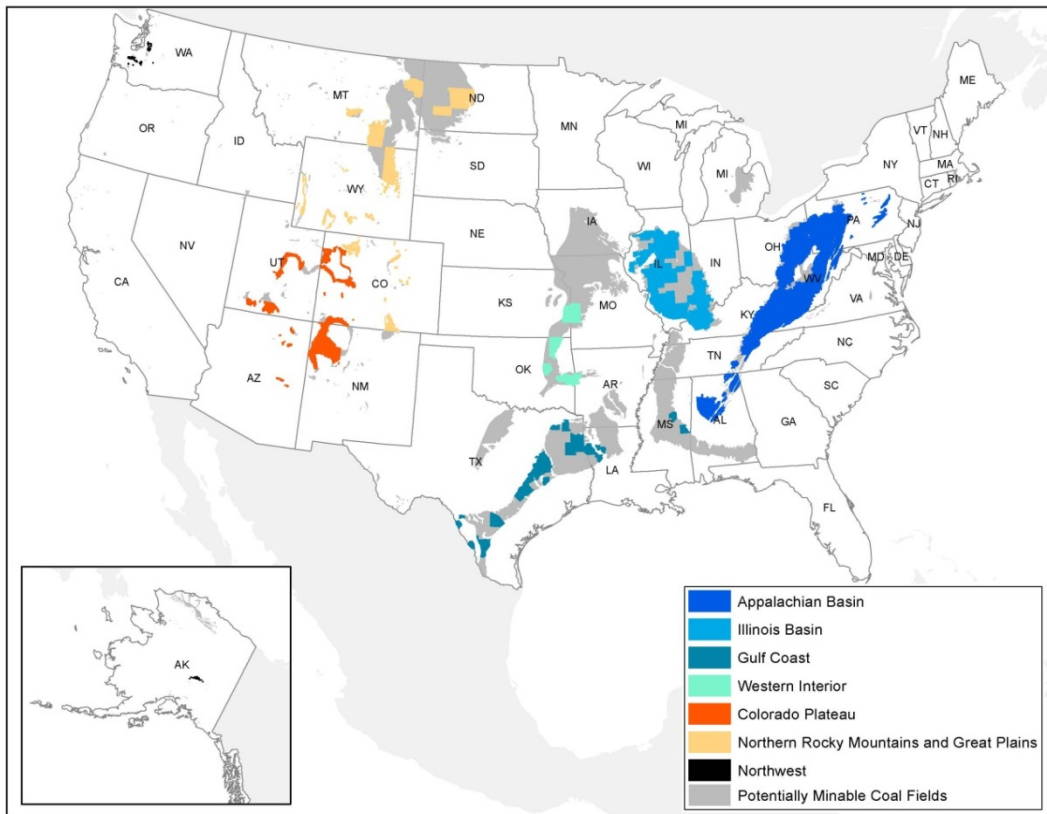 WA
MT
ND
ME
OR
ID
MN
MI
VT
NH
SD
WI
MI
NY
MA
WY
CT
RI
IA
PA
NE
NJ
NV
OH
IL
IN
MD
DE
UT
CO
WV
CA
KS
MO
KY
VA
NC
TN
AZ
NM
OK
AR
SC
MS
AL
GA
TX
LA
FL
AK
Appalachian Basin
Illinois Basin
Gulf Coast
Western Interior
Colorado Plateau
Northern Rocky Mountains and Great Plains
Northwest
Potentially Minable Coal Fields